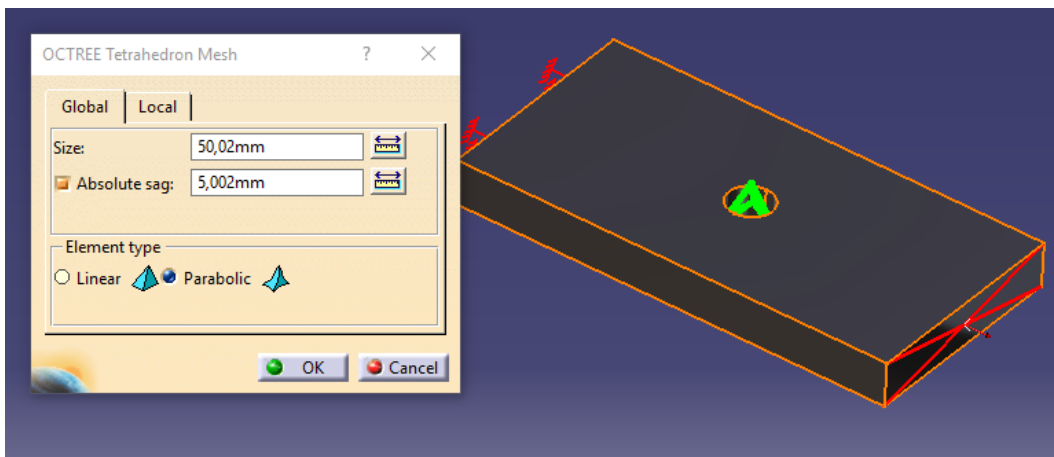 OCTREE Tetrahedron Mesh ? ×
Global Local
Size: 50,02mm
Absolute sag: 5,002mm
Element type
Linear Parabolic
OK Cancel